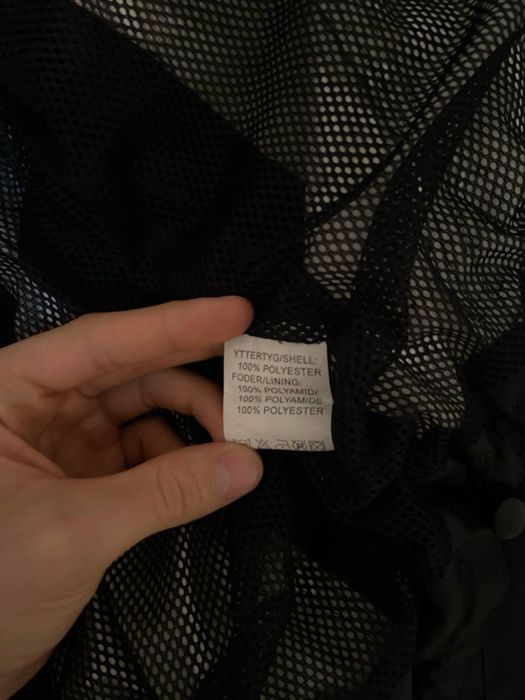 YTTERTYG/SHELL:
100% POLYESTER
FODER/LINING:
100% POLYAMID/
100% POLYAMIDE
100% POLYESTER